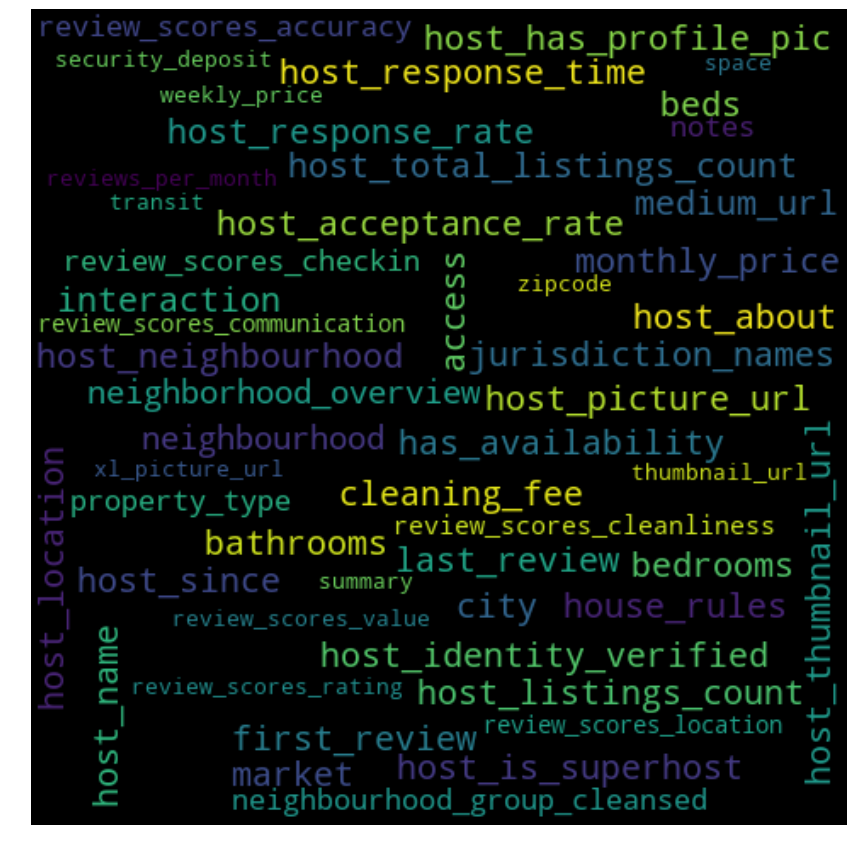 review_scores_accuracy
host_has_profile_pic
security_deposit
host_response_time
space
weekly_price
beds
host_response_rate
notes
host_total_listings_count
reviews_per_month
transit
medium_url
host_acceptance_rate
review_scores_checkin
access
monthly_price
zipcode
interaction
host_about
review_scores_communication
host_neighbourhood
jurisdiction_names
neighborhood_overview
host_picture_url
neighbourhood
has_availability
host_thumbnail_url
host_location
xl_picture_url
thumbnail_url
property_type
cleaning_fee
review_scores_cleanliness
bathrooms
last_review
bedrooms
host_since
summary
review_scores_value
city
house_rules
host_name
host_identity_verified
review_scores_rating
host_listings_count
first_review
review_scores_location
market
host_is_superhost
neighbourhood_group_cleansed